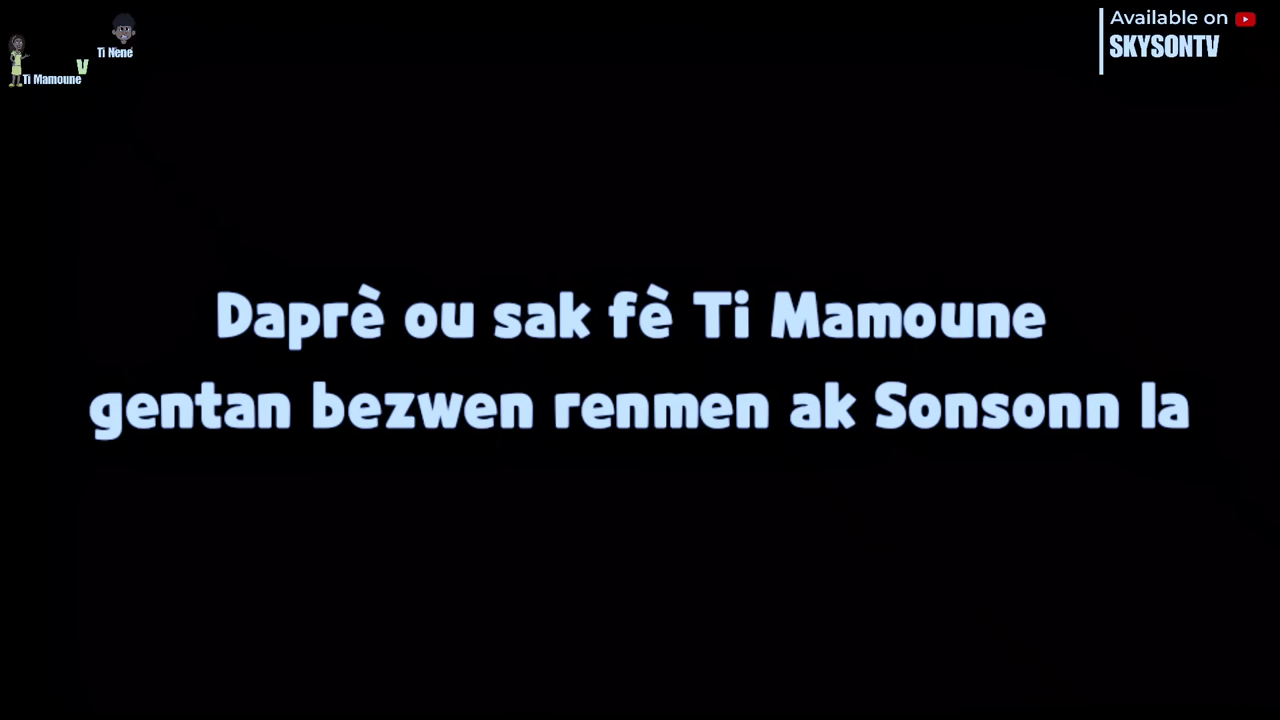 Ti Nene
V
Ti Mamoune
Available on
SKYSONTV
Daprè ou sak fè Ti Mamoune
gentan bezwen renmen ak Sonsonn la